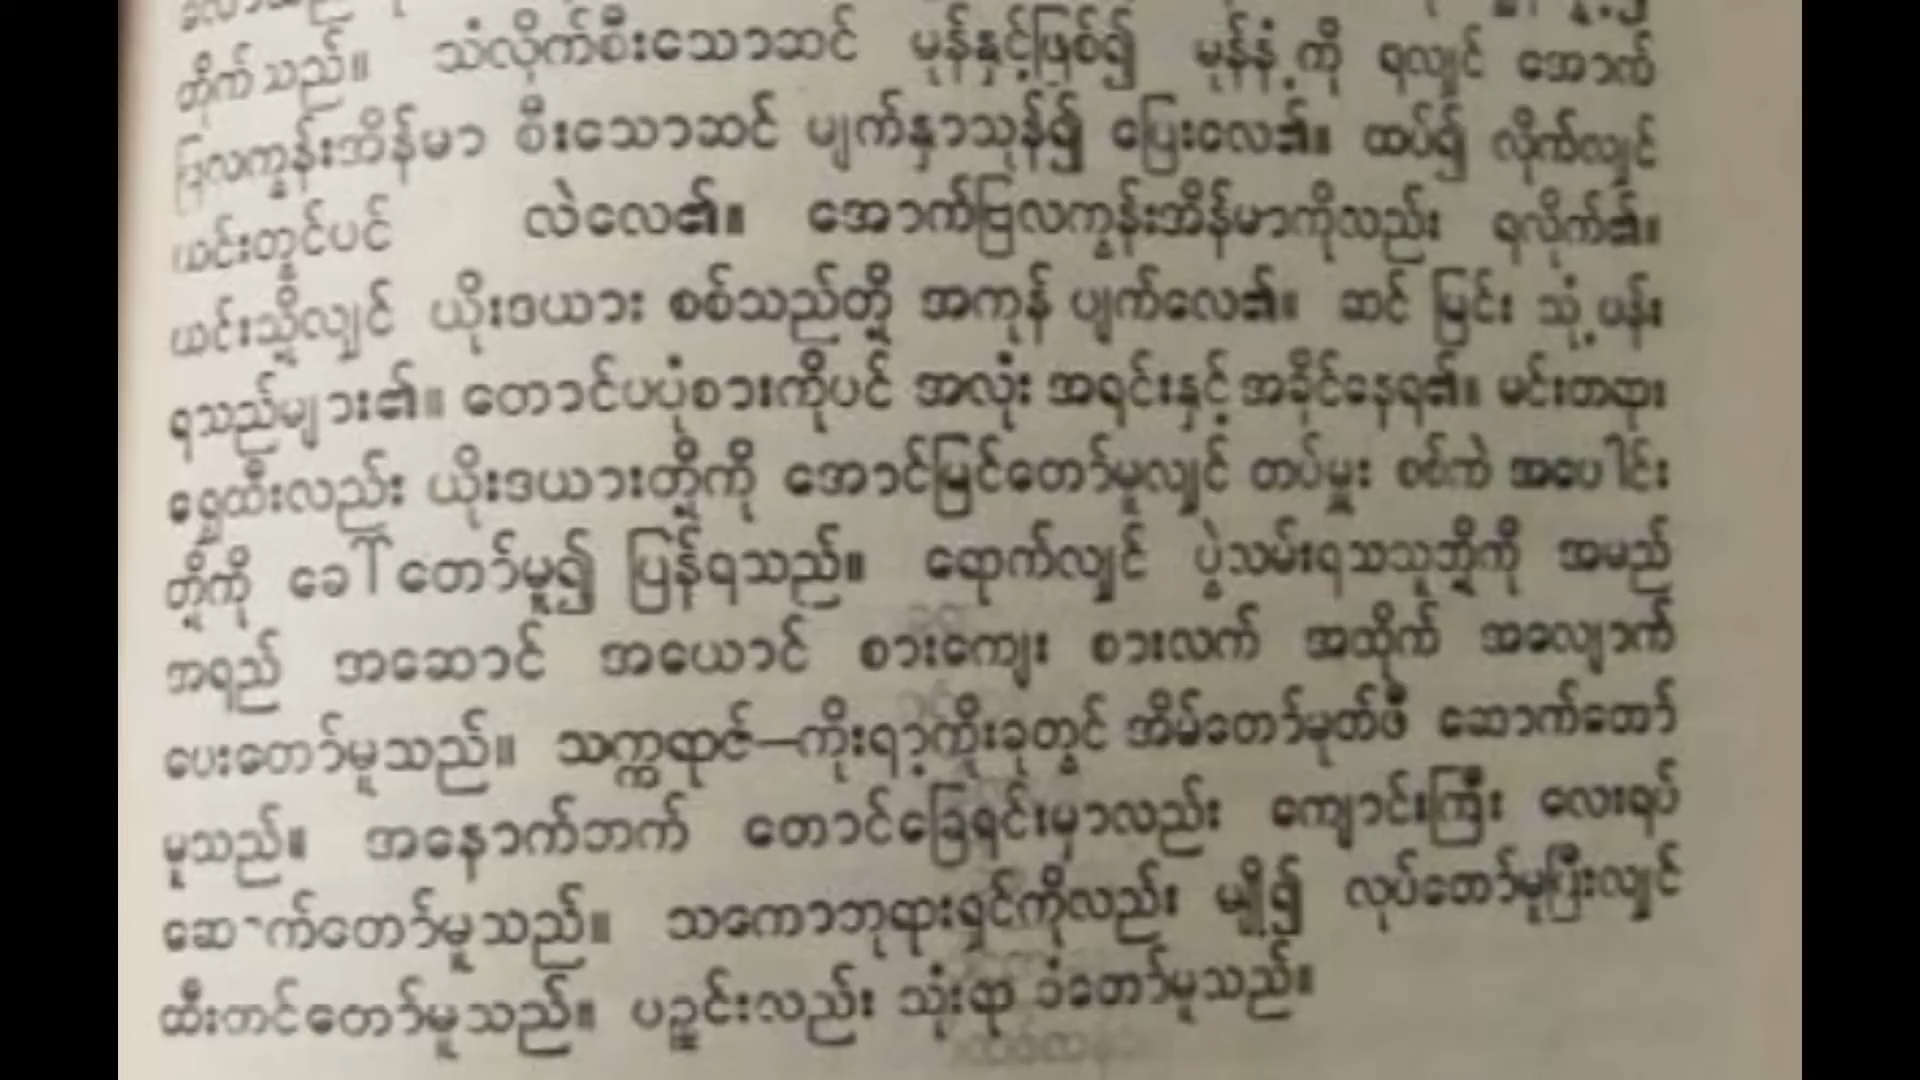 တိုက်သည်။ သံလိုက်စီးသောဆင် မုန်နှင့်ဖြစ်၍ မုန်နံ့ကို ရလျှင် အောက်
ဗြလကွန်းအိန်မာ စီးသောဆင် မျက်နှာသုန်၍ ပြေးလေ၏။ ထပ်၍ လိုက်လျှင်
ယင်းတွင်ပင် လဲလေ၏။ အောက်ဗြလကွန်းအိန်မာကိုသည်း ရလိုက်၏။
ယင်းသို့လျှင် ယိုးဒယား စစ်သည်တို့ အကုန် ပျက်လေ၏။ ဆင် မြင်း သုံ့ ပန်း
ရသည်များ၏။ တောင်ပပုံစားကိုပင် အလုံး အရင်းနှင့် အခိုင်နေရ၏။ မင်းတရား
ရွှေထီးလည်း ယိုးဒယားတို့ကို အောင်မြင်တော်မူလျှင် တပ်မှူး စစ်ကဲ အပေါင်း
တို့ကို ခေါ်တော်မူ၍ ပြန်ရသည်။ ရောက်လျှင် ပွဲသမ်းရသသူတို့ကို အမည်
အရည် အဆောင် အယောင် စားကျေး စားလက် အထိုက် အလျောက်
ပေးတော်မူသည်။ သက္ကရာဇ်—ကိုးရာ့ကိုးခုတွင် အိမ်တော်မုတ်ဖီ ဆောက်တော်
မူသည်။ အနောက်ဘက် တောင်ခြေရင်းမှာလည်း ကျောင်းကြီး လေးရပ်
ဆောက်တော်မူသည်။ သကောဘုရားရှင်ကိုလည်း မျှို၍ လုပ်တော်မူပြီးလျှင်
ထီးတင်တော်မူသည်။ ပဉ္စင်းလည်း သုံးရာ ခံတော်မူသည်။